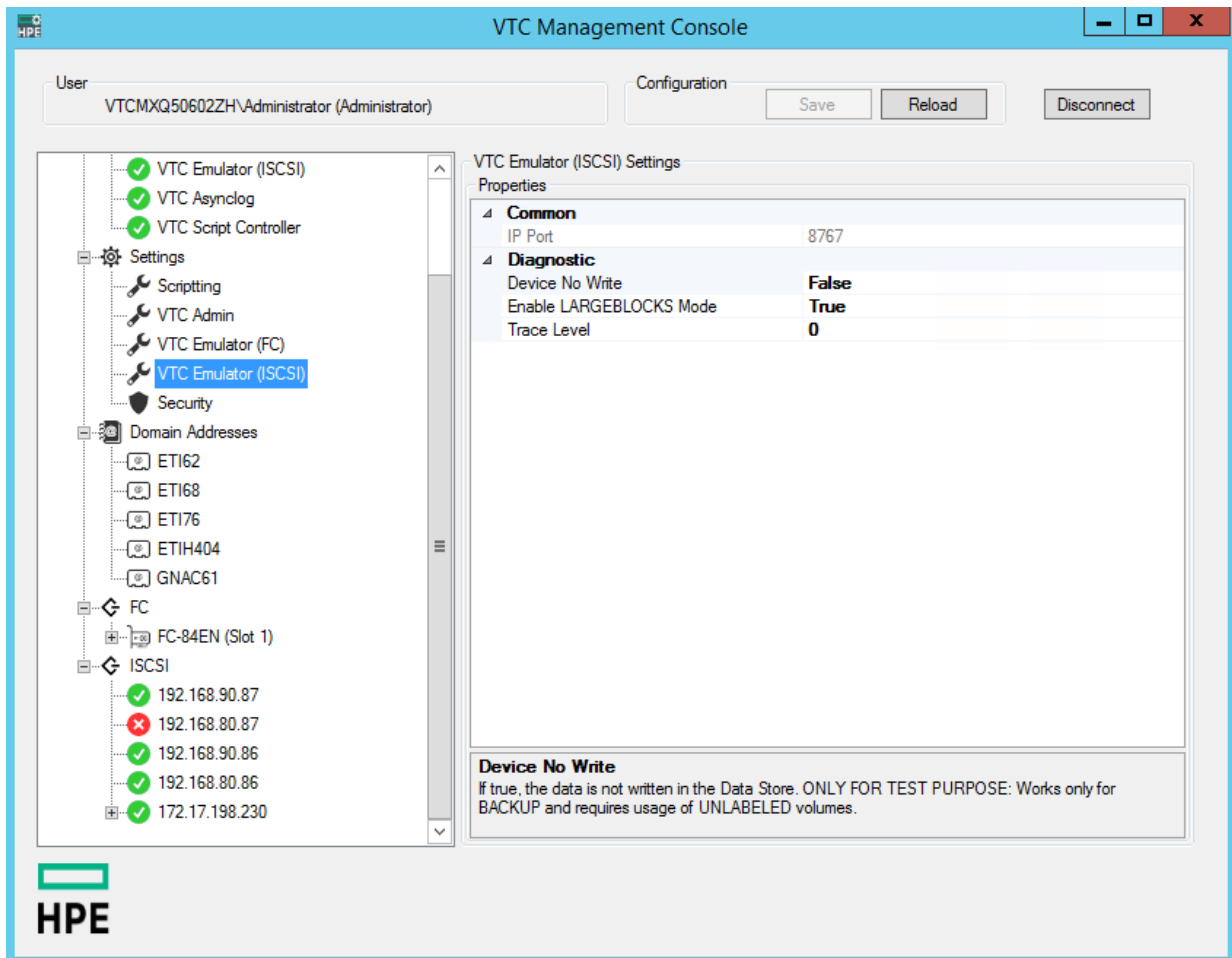 HPE
VTC Management Console
User
VTCMXQ50602ZH\Administrator (Administrator)
Configuration
Save
Reload
Disconnect
VTC Emulator (ISCSI)
VTC Asynclog
VTC Script Controller
Settings
Scriptting
VTC Admin
VTC Emulator (FC)
VTC Emulator (ISCSI)
Security
Domain Addresses
ETI62
ETI68
ETI76
ETIH404
GNAC61
FC
FC-84EN (Slot 1)
ISCSI
192.168.90.87
192.168.80.87
192.168.90.86
192.168.80.86
172.17.198.230
VTC Emulator (ISCSI) Settings
Properties
Common
IP Port 8767
Diagnostic
Device No Write False
Enable LARGEBLOCKS Mode True
Trace Level 0
Device No Write
If true, the data is not written in the Data Store. ONLY FOR TEST PURPOSE: Works only for
BACKUP and requires usage of UNLABELED volumes.
HPE